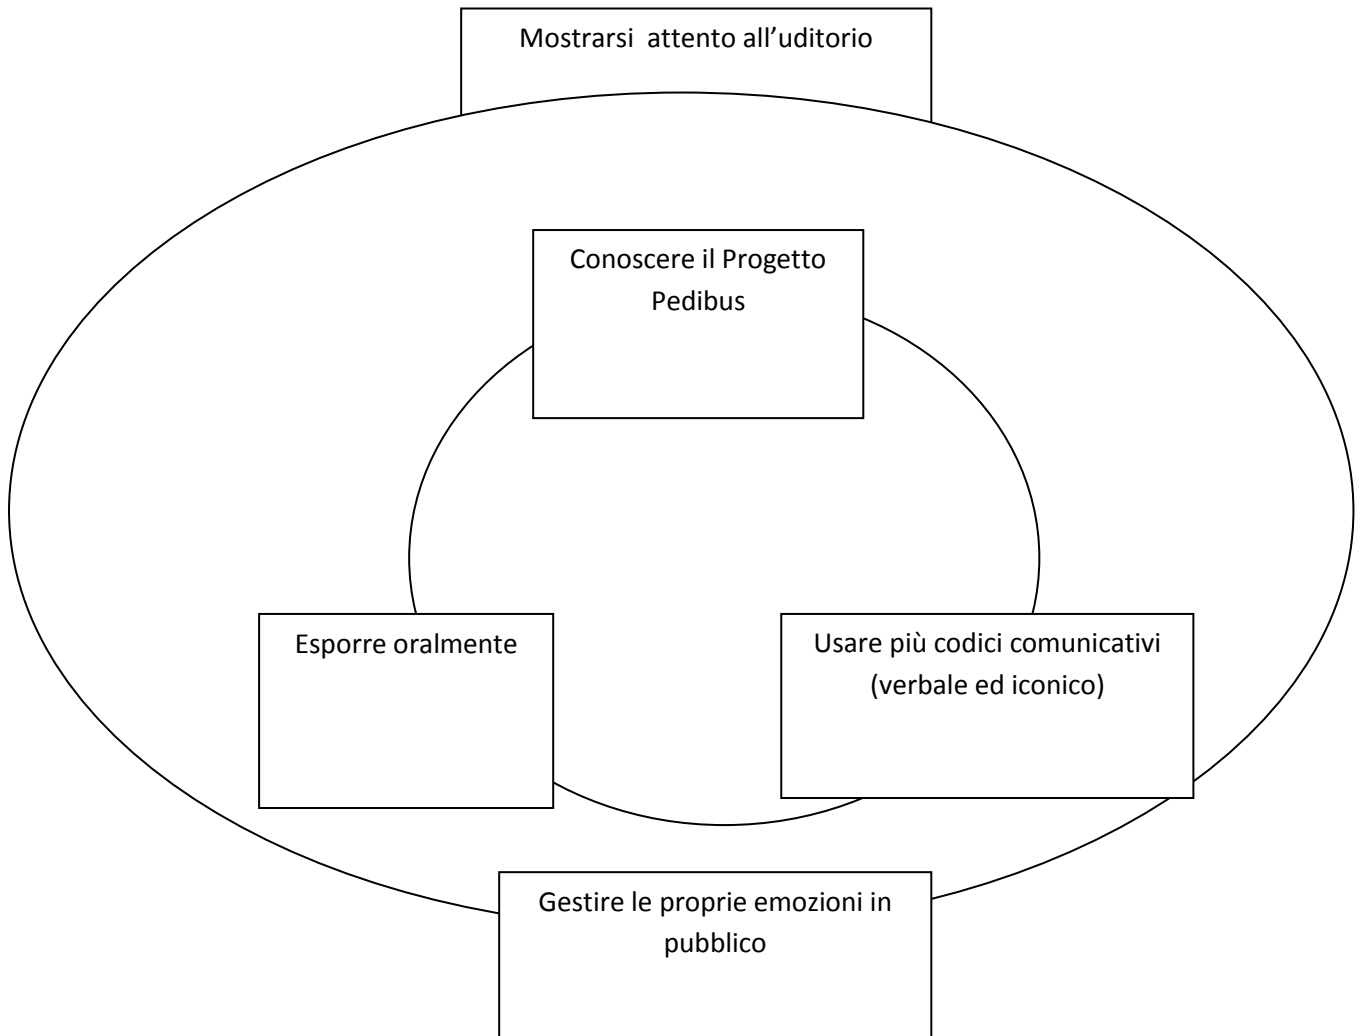 Mostrarsi  attento all’uditorio
Conoscere il Progetto
Pedibus
Esporre oralmente
Usare più codici comunicativi
(verbale ed iconico)
Gestire le proprie emozioni in
pubblico